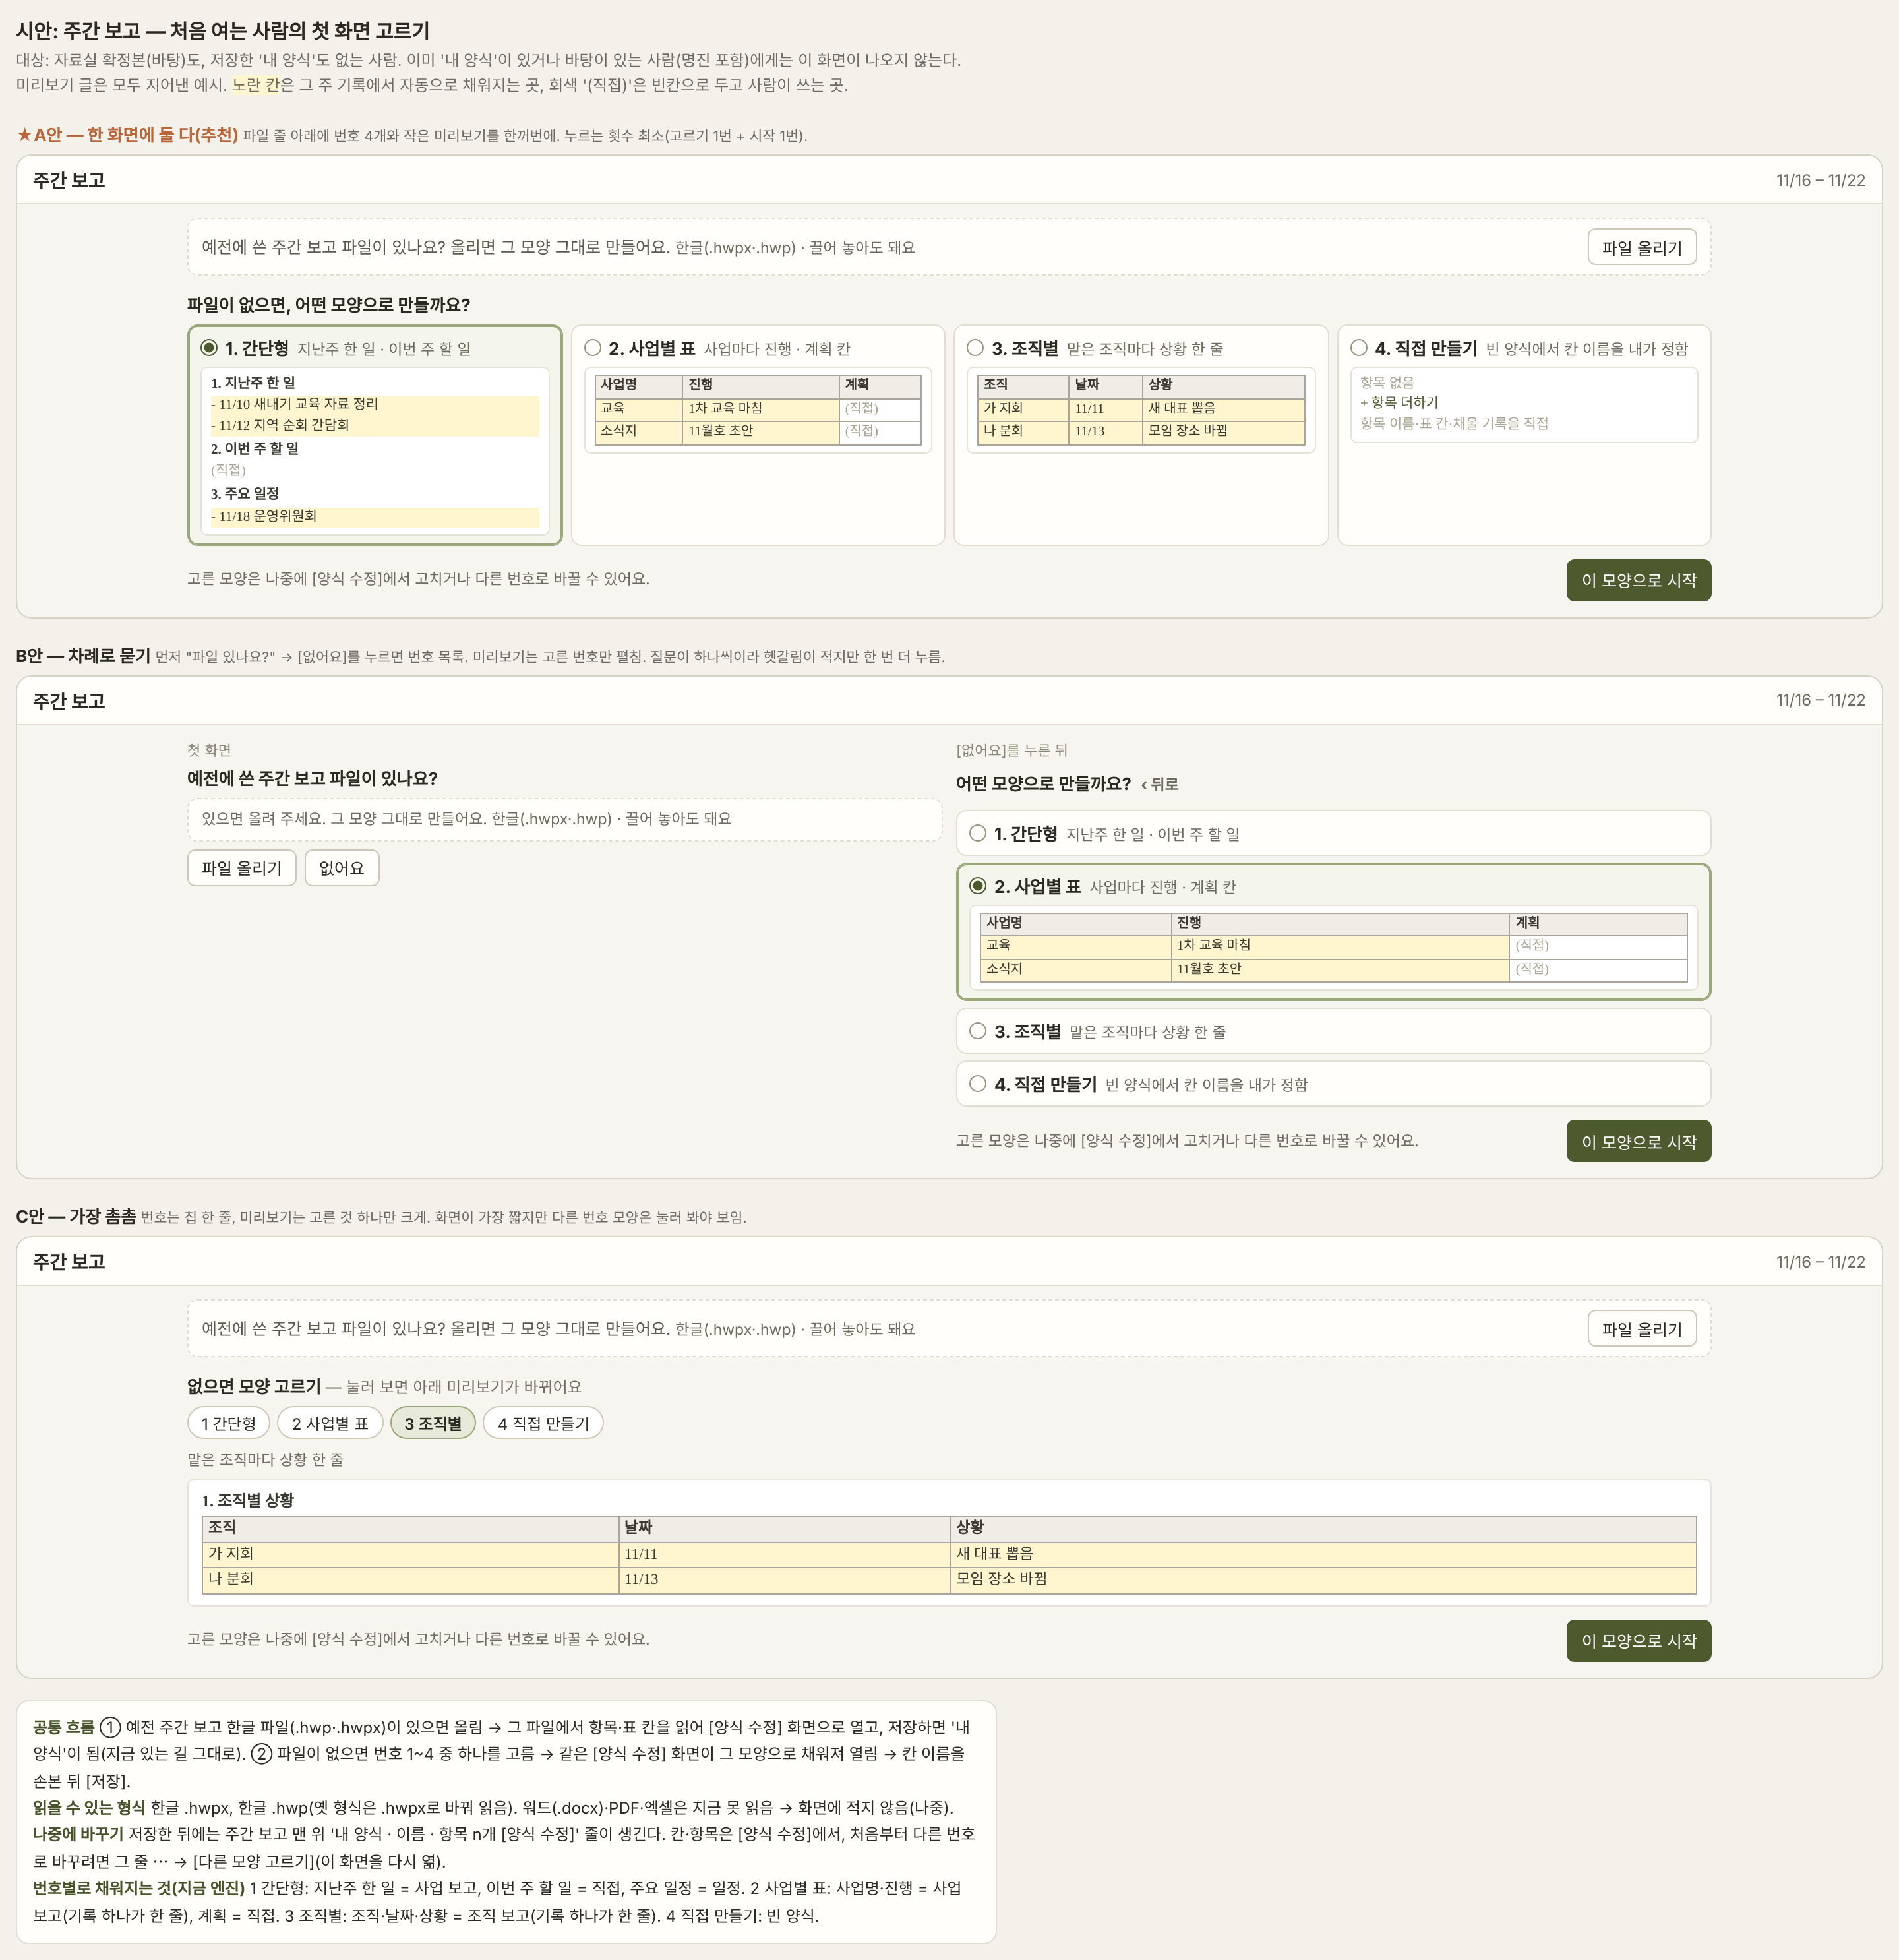 시안: 주간 보고 — 처음 여는 사람의 첫 화면 고르기
대상: 자료실 확정본(바탕)도, 저장한 '내 양식'도 없는 사람. 이미 '내 양식'이 있거나 바탕이 있는 사람(명진 포함)에게는 이 화면이 나오지 않는다.
미리보기 글은 모두 지어낸 예시. 노란 칸은 그 주 기록에서 자동으로 채워지는 곳, 회색 '(직접)'은 빈칸으로 두고 사람이 쓰는 곳.
★A안 — 한 화면에 둘 다(추천) 파일 줄 아래에 번호 4개와 작은 미리보기를 한꺼번에. 누르는 횟수 최소(고르기 1번 + 시작 1번).
주간 보고 11/16 – 11/22
예전에 쓴 주간 보고 파일이 있나요? 올리면 그 모양 그대로 만들어요. 한글(.hwpx·.hwp) · 끌어 놓아도 돼요 파일 올리기
파일이 없으면, 어떤 모양으로 만들까요?
1. 간단형 지난주 한 일 · 이번 주 할 일
1. 지난주 한 일
- 11/10 새내기 교육 자료 정리
- 11/12 지역 순회 간담회
2. 이번 주 할 일
(직접)
3. 주요 일정
- 11/18 운영위원회
2. 사업별 표 사업마다 진행 · 계획 칸
사업명 진행 계획
교육 1차 교육 마침 (직접)
소식지 11월호 초안 (직접)
3. 조직별 맡은 조직마다 상황 한 줄
조직 날짜 상황
가 지회 11/11 새 대표 뽑음
나 분회 11/13 모임 장소 바뀜
4. 직접 만들기 빈 양식에서 칸 이름을 내가 정함
항목 없음
+ 항목 더하기
항목 이름·표 칸·채울 기록을 직접
고른 모양은 나중에 [양식 수정]에서 고치거나 다른 번호로 바꿀 수 있어요. 이 모양으로 시작
B안 — 차례로 묻기 먼저 "파일 있나요?" → [없어요]를 누르면 번호 목록. 미리보기는 고른 번호만 펼침. 질문이 하나씩이라 헷갈림이 적지만 한 번 더 누름.
주간 보고 11/16 – 11/22
첫 화면
예전에 쓴 주간 보고 파일이 있나요?
있으면 올려 주세요. 그 모양 그대로 만들어요. 한글(.hwpx·.hwp) · 끌어 놓아도 돼요
파일 올리기 없어요
[없어요]를 누른 뒤
어떤 모양으로 만들까요? ‹ 뒤로
1. 간단형 지난주 한 일 · 이번 주 할 일
2. 사업별 표 사업마다 진행 · 계획 칸
사업명 진행 계획
교육 1차 교육 마침 (직접)
소식지 11월호 초안 (직접)
3. 조직별 맡은 조직마다 상황 한 줄
4. 직접 만들기 빈 양식에서 칸 이름을 내가 정함
고른 모양은 나중에 [양식 수정]에서 고치거나 다른 번호로 바꿀 수 있어요. 이 모양으로 시작
C안 — 가장 촘촘 번호는 칩 한 줄, 미리보기는 고른 것 하나만 크게. 화면이 가장 짧지만 다른 번호 모양은 눌러 봐야 보임.
주간 보고 11/16 – 11/22
예전에 쓴 주간 보고 파일이 있나요? 올리면 그 모양 그대로 만들어요. 한글(.hwpx·.hwp) · 끌어 놓아도 돼요 파일 올리기
없으면 모양 고르기 — 눌러 보면 아래 미리보기가 바뀌어요
1 간단형 2 사업별 표 3 조직별 4 직접 만들기
맡은 조직마다 상황 한 줄
1. 조직별 상황
조직 날짜 상황
가 지회 11/11 새 대표 뽑음
나 분회 11/13 모임 장소 바뀜
고른 모양은 나중에 [양식 수정]에서 고치거나 다른 번호로 바꿀 수 있어요. 이 모양으로 시작
공통 흐름 ① 예전 주간 보고 한글 파일(.hwp·.hwpx)이 있으면 올림 → 그 파일에서 항목·표 칸을 읽어 [양식 수정] 화면으로 열고, 저장하면 '내
양식'이 됨(지금 있는 길 그대로). ② 파일이 없으면 번호 1~4 중 하나를 고름 → 같은 [양식 수정] 화면이 그 모양으로 채워져 열림 → 칸 이름을
손본 뒤 [저장].
읽을 수 있는 형식 한글 .hwpx, 한글 .hwp(옛 형식은 .hwpx로 바꿔 읽음). 워드(.docx)·PDF·엑셀은 지금 못 읽음 → 화면에 적지 않음(나중).
나중에 바꾸기 저장한 뒤에는 주간 보고 맨 위 '내 양식 · 이름 · 항목 n개 [양식 수정]' 줄이 생긴다. 칸·항목은 [양식 수정]에서, 처음부터 다른 번호
로 바꾸려면 그 줄 ⋯ → [다른 모양 고르기](이 화면을 다시 엶).
번호별로 채워지는 것(지금 엔진) 1 간단형: 지난주 한 일 = 사업 보고, 이번 주 할 일 = 직접, 주요 일정 = 일정. 2 사업별 표: 사업명·진행 = 사업
보고(기록 하나가 한 줄), 계획 = 직접. 3 조직별: 조직·날짜·상황 = 조직 보고(기록 하나가 한 줄). 4 직접 만들기: 빈 양식.